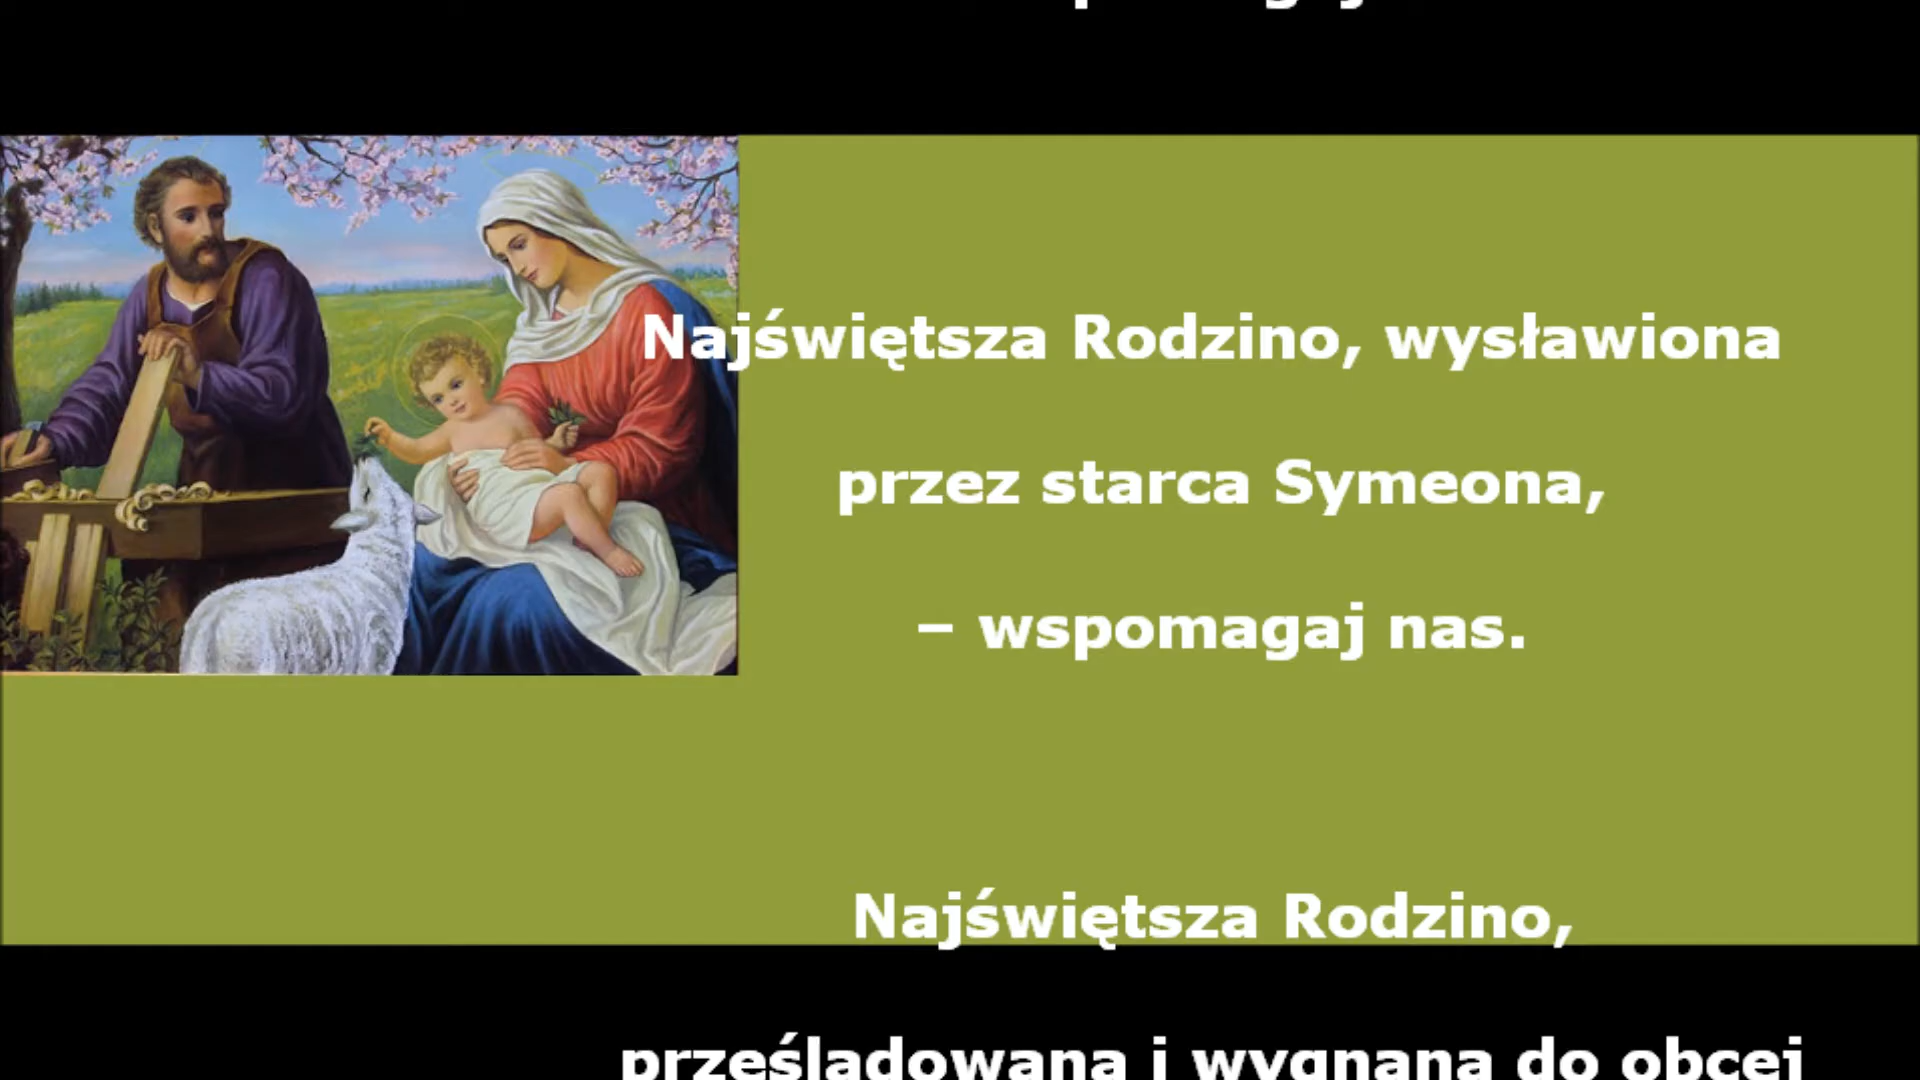 Najświętsza Rodzino, wysławiona
przez starca Symeona,
– wspomagaj nas.
Najświętsza Rodzino,
prześladowana i wygnana do obcej